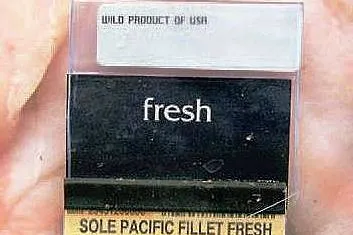 WILD PRODUCT OF USA
fresh
SOLE PACIFIC FILLET FRESH